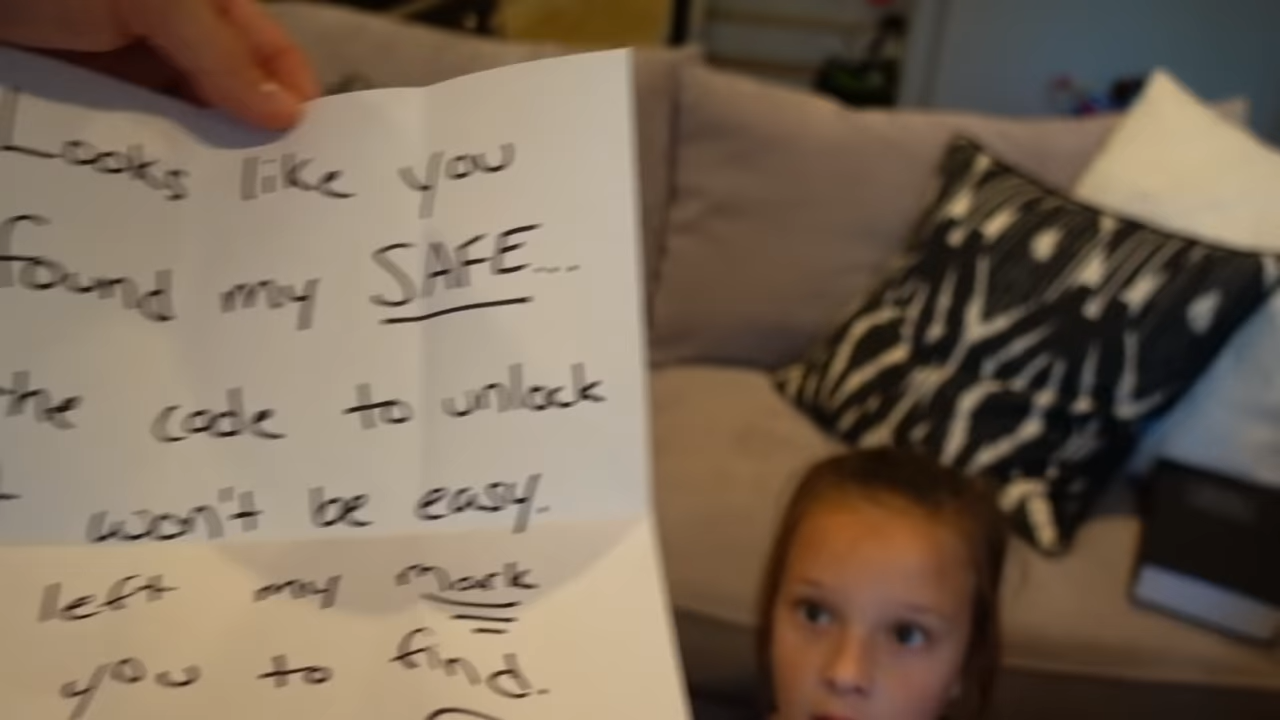 Looks like you
found my SAFE...
the code to unlock
won't be easy.
left my mark
you to find.